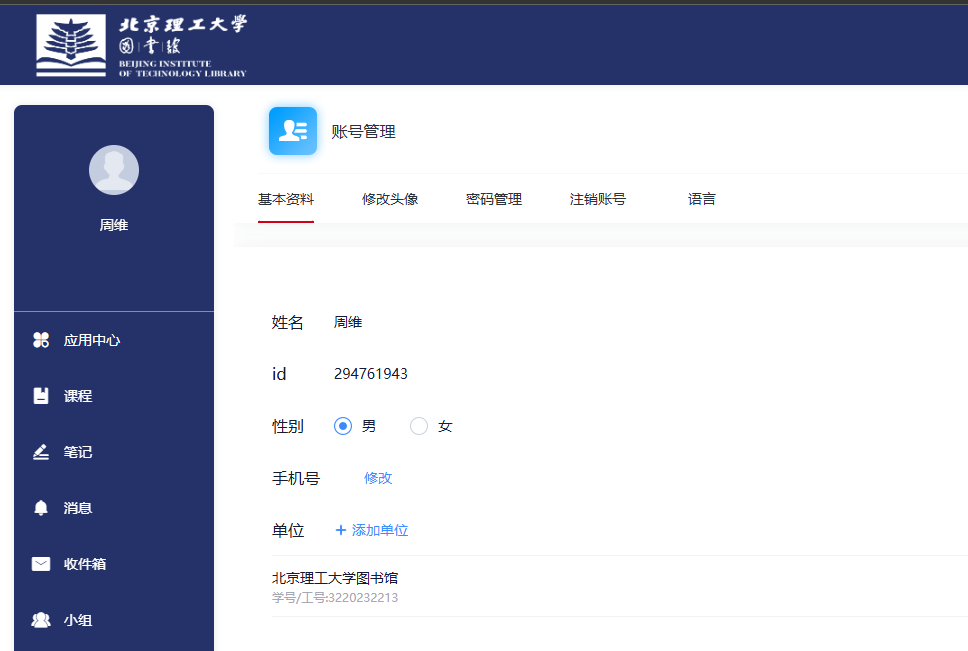 北京理工大学
图书馆
BEIJING INSTITUTE
OF TECHNOLOGY LIBRARY
周维
应用中心
课程
笔记
消息
收件箱
小组
账号管理
基本资料 修改头像 密码管理 注销账号 语言
姓名 周维
id 294761943
性别 男 女
手机号 修改
单位 + 添加单位
北京理工大学图书馆
学号/工号:3220232213